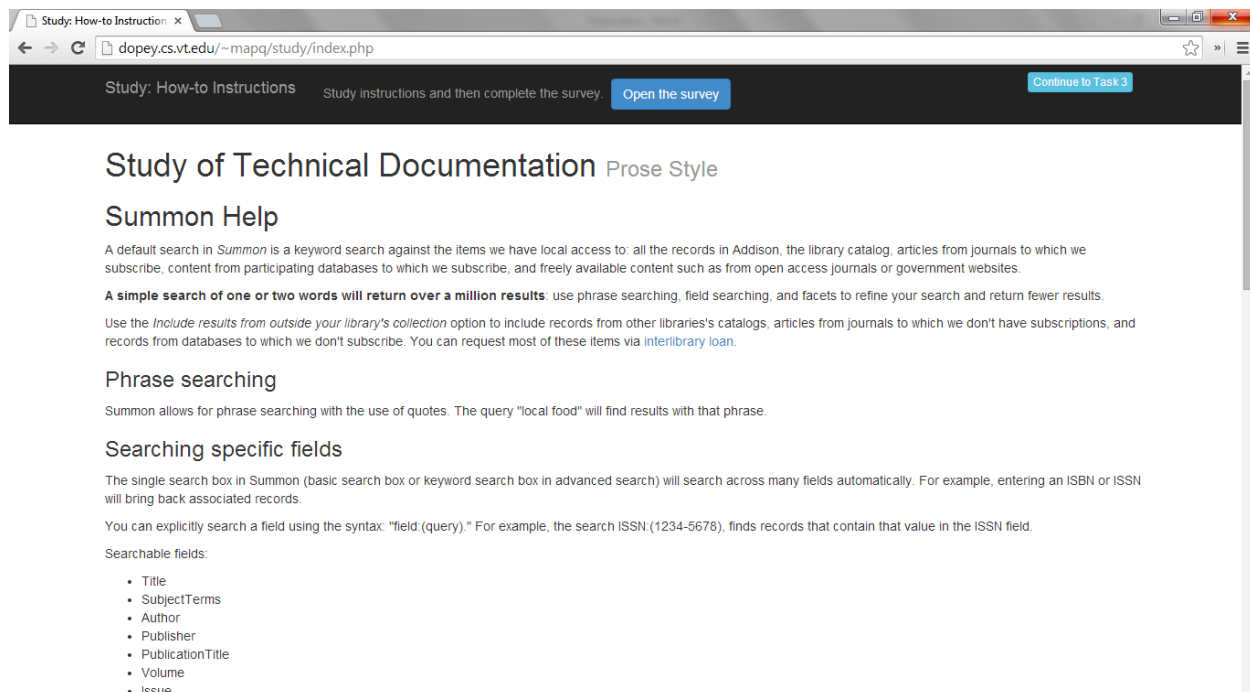 Study: How-to Instruction
dopey.cs.vt.edu/~mapq/study/index.php
Study: How-to Instructions
Study instructions and then complete the survey.
Open the survey
Continue to Task 3
Study of Technical Documentation Prose Style
Summon Help
A default search in Summon is a keyword search against the items we have local access to: all the records in Addison, the library catalog, articles from journals to which we
subscribe, content from participating databases to which we subscribe, and freely available content such as from open access journals or government websites.
A simple search of one or two words will return over a million results: use phrase searching, field searching, and facets to refine your search and return fewer results.
Use the Include results from outside your library's collection option to include records from other libraries's catalogs, articles from journals to which we don't have subscriptions, and
records from databases to which we don't subscribe. You can request most of these items via interlibrary loan.
Phrase searching
Summon allows for phrase searching with the use of quotes. The query "local food" will find results with that phrase.
Searching specific fields
The single search box in Summon (basic search box or keyword search box in advanced search) will search across many fields automatically. For example, entering an ISBN or ISSN
will bring back associated records.
You can explicitly search a field using the syntax: "field:(query)." For example, the search ISSN:(1234-5678), finds records that contain that value in the ISSN field.
Searchable fields:
• Title
• SubjectTerms
• Author
• Publisher
• PublicationTitle
• Volume
• Issue